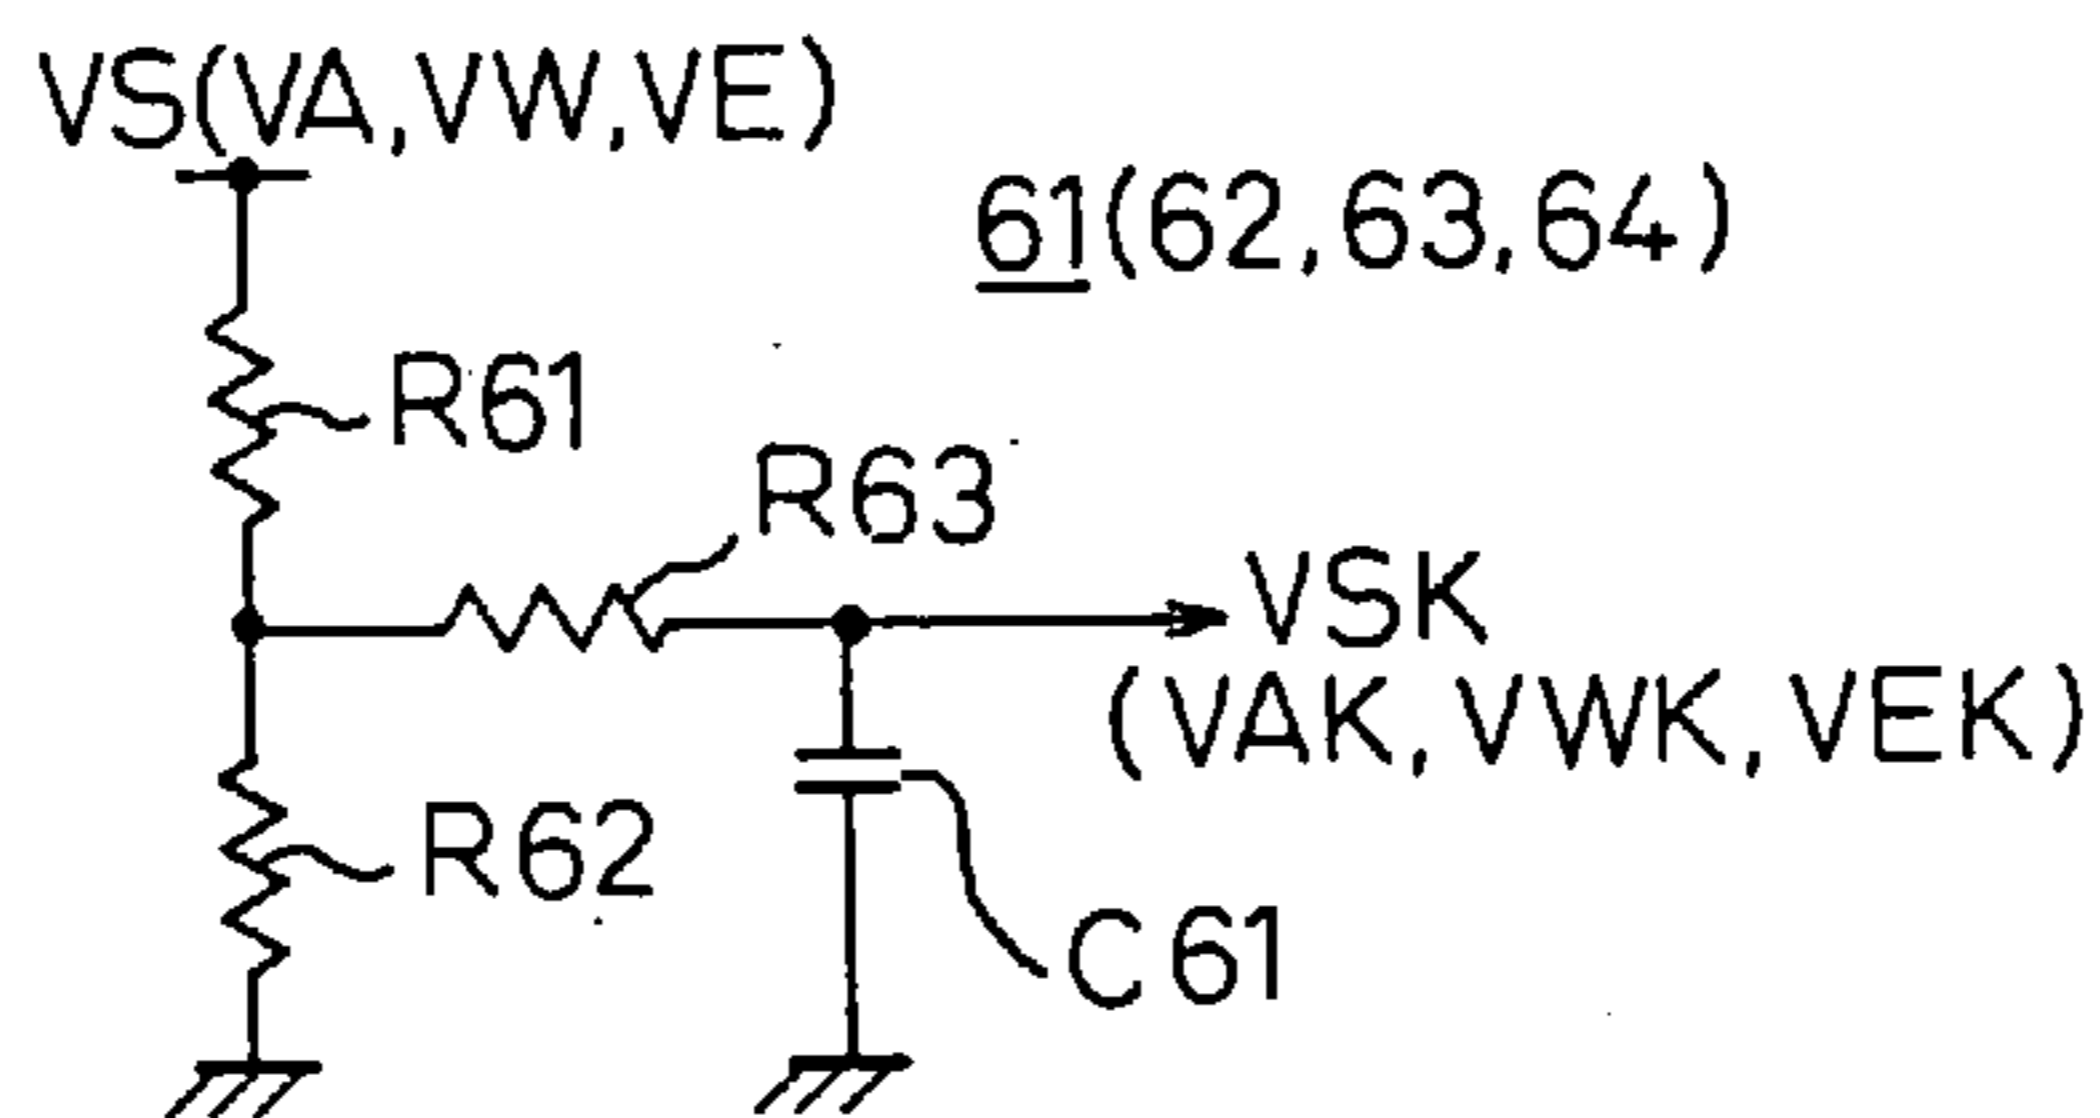 VS(VA,VW,VE)
61(62,63,64)
R61
R63
VSK
(VAK,VWK,VEK)
R62
C61